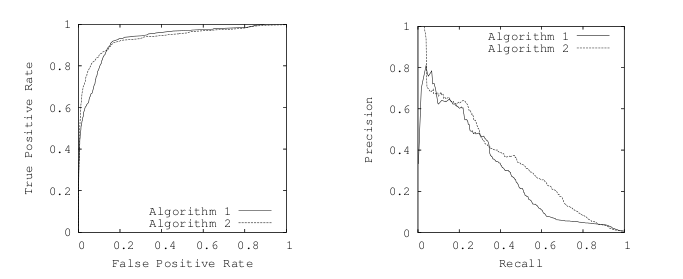 1
0.8
0.6
0.4
0.2
0
True Positive Rate
Algorithm 1
Algorithm 2
0 0.2 0.4 0.6 0.8 1
False Positive Rate
1
0.8
0.6
0.4
0.2
0
Precision
Algorithm 1
Algorithm 2
0 0.2 0.4 0.6 0.8 1
Recall